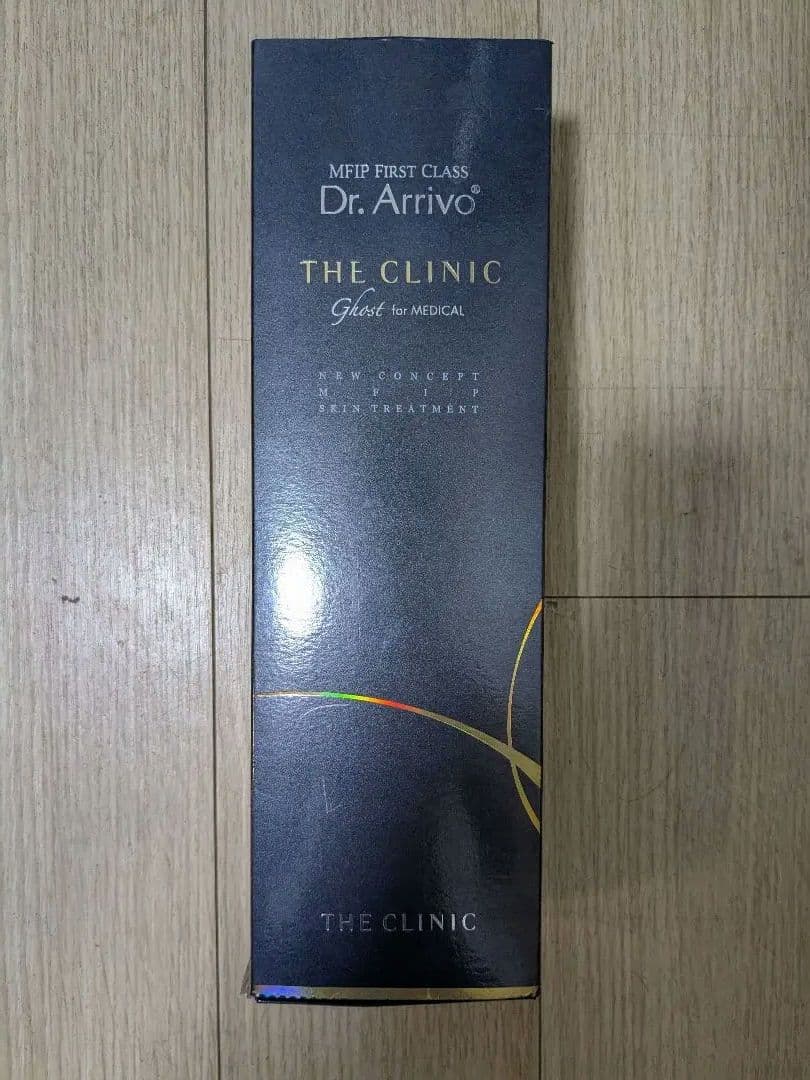 MFIP FIRST CLASS
Dr. Arrivo®
THE CLINIC
Ghost for MEDICAL
NEW CONCEPT
M F I P
SKIN TREATMENT
THE CLINIC